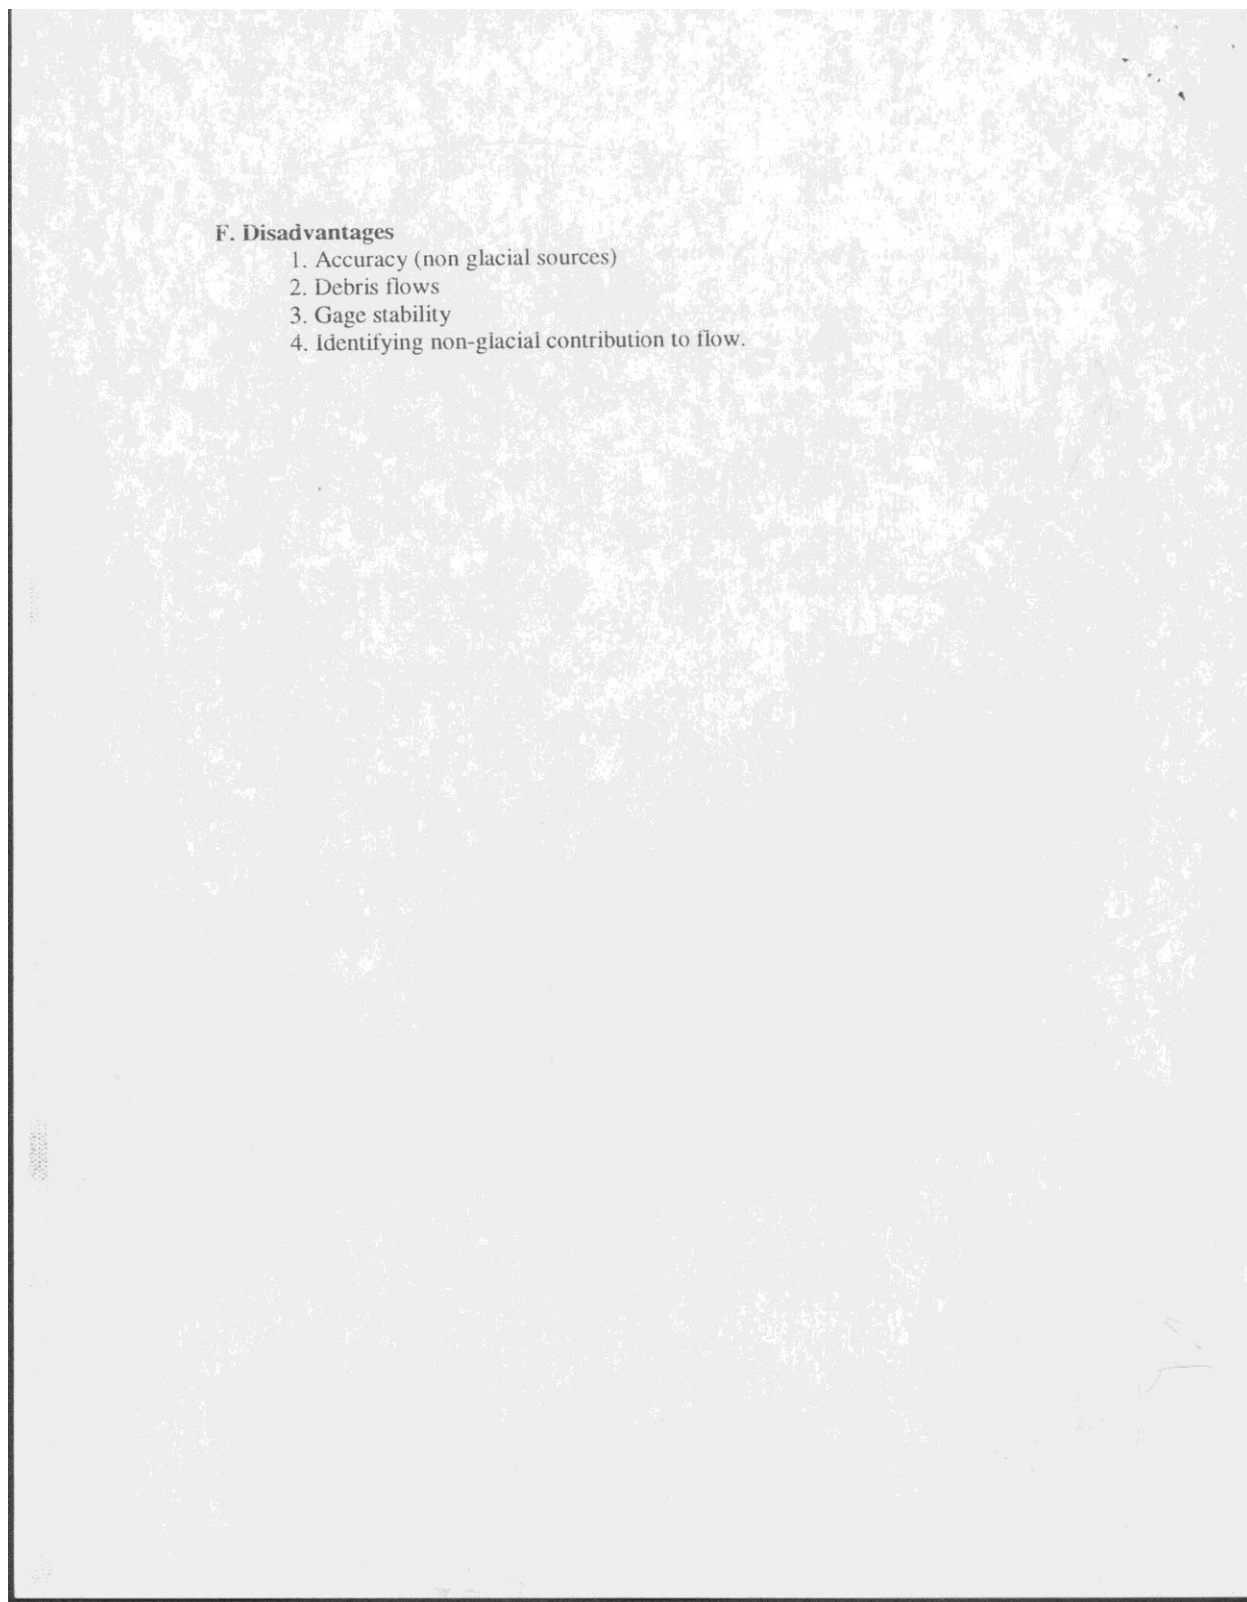 F. Disadvantages
1. Accuracy (non glacial sources)
2. Debris flows
3. Gage stability
4. Identifying non-glacial contribution to flow.